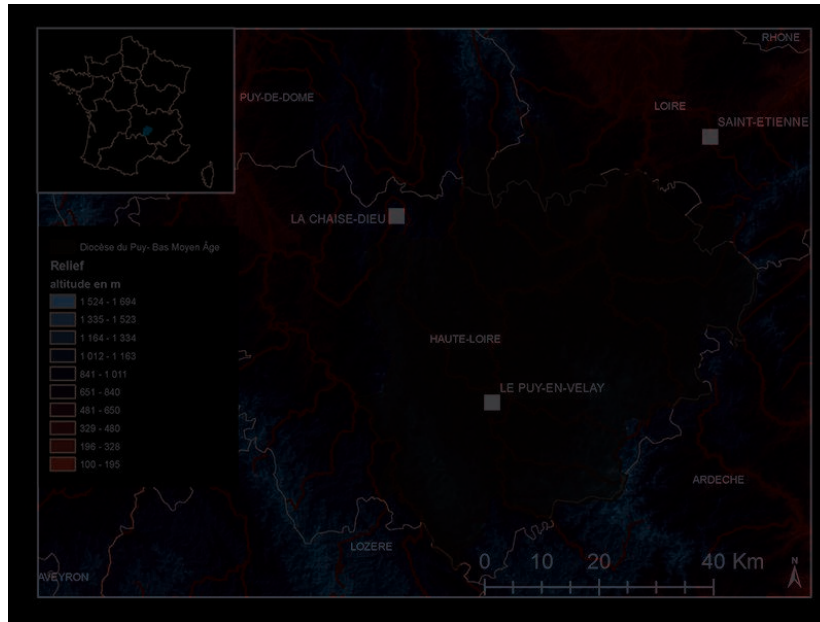 RHONE
PUY-DE-DOME
LOIRE
SAINT-ETIENNE
LA CHAISE-DIEU
Diocèse du Puy- Bas Moyen Âge
Relief
altitude en m
1 524 - 1 694
1 335 - 1 523
1 164 - 1 334
1 012 - 1 163
841 - 1 011
651 - 840
481 - 650
329 - 480
196 - 328
100 - 195
HAUTE-LOIRE
LE PUY-EN-VELAY
ARDECHE
LOZERE
AVEYRON
0 10 20 40 Km
N